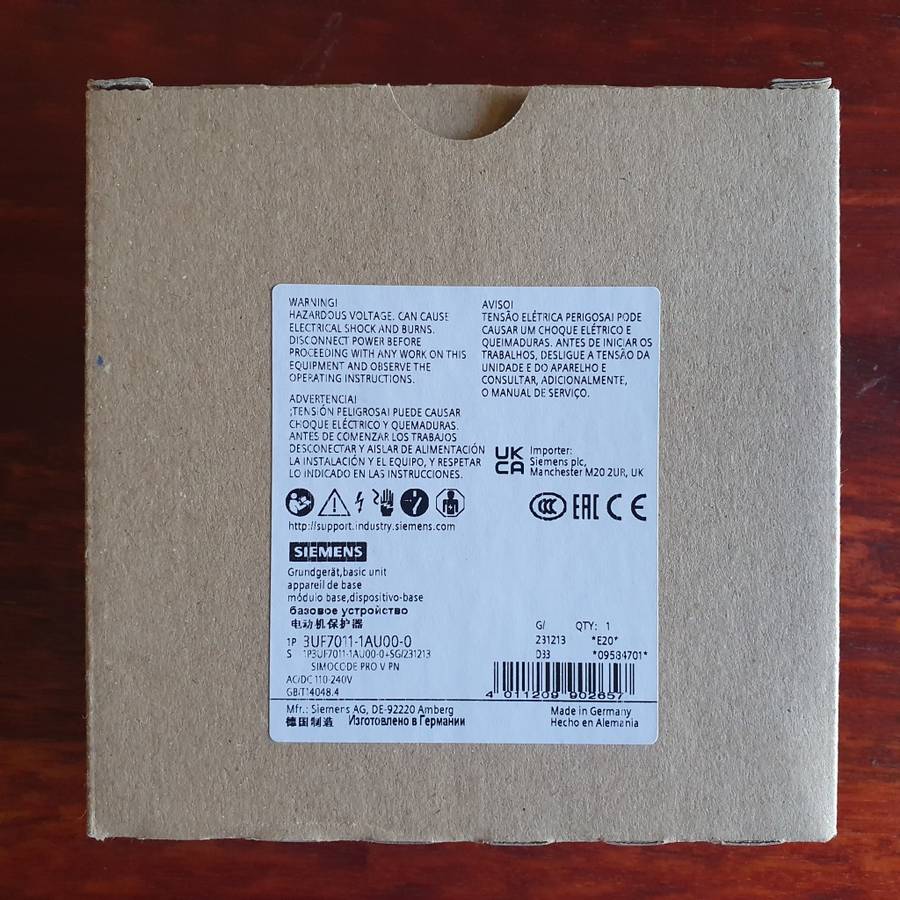 WARNING!
HAZARDOUS VOLTAGE. CAN CAUSE
ELECTRICAL SHOCK AND BURNS.
DISCONNECT POWER BEFORE
PROCEEDING WITH ANY WORK ON THIS
EQUIPMENT AND OBSERVE THE
OPERATING INSTRUCTIONS.
ADVERTENCIA!
¡TENSIÓN PELIGROSA! PUEDE CAUSAR
CHOQUE ELÉCTRICO Y QUEMADURAS.
ANTES DE COMENZAR LOS TRABAJOS
DESCONECTAR Y AISLAR DE ALIMENTACIÓN
LA INSTALACIÓN Y EL EQUIPO, Y RESPETAR
LO INDICADO EN LAS INSTRUCCIONES.
AVISO!
TENSÃO ELÉTRICA PERIGOSA! PODE
CAUSAR UM CHOQUE ELÉTRICO E
QUEIMADURAS. ANTES DE INICIAR OS
TRABALHOS, DESLIGUE A TENSÃO DA
UNIDADE E DO APARELHO E
CONSULTAR, ADICIONALMENTE,
O MANUAL DE SERVIÇO.
UK
CA
Importer:
Siemens plc,
Manchester M20 2UR, UK
CCC EAC CE
http://support.industry.siemens.com
SIEMENS
Grundgerät,basic unit
appareil de base
módulo base,dispositivo-base
базовое устройство
电动机保护器
1P 3UF7011-1AU00-0
S 1P3UF7011-1AU00-0+SG/231213
SIMOCODE PRO V PN
AC/DC 110-240V
GB/T14048.4
G/ QTY: 1
231213 *E20*
033 *09584701*
4 011209 902657
Mfr.: Siemens AG, DE-92220 Amberg
德国制造 Изготовлено в Германии
Made in Germany
Hecho en Alemania